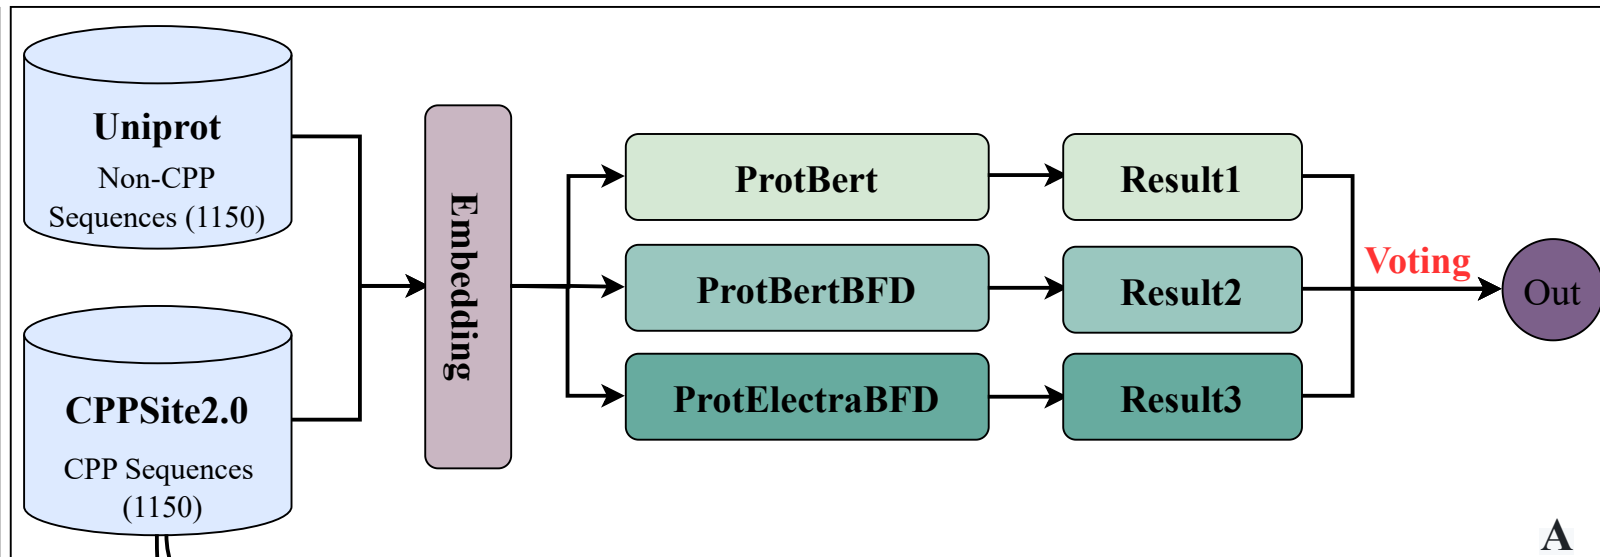 Uniprot
Non-CPP
Sequences (1150)
CPPSite2.0
CPP Sequences
(1150)
Embedding
ProtBert
Result1
ProtBertBFD
Result2
ProtElectraBFD
Result3
Voting
Out
A